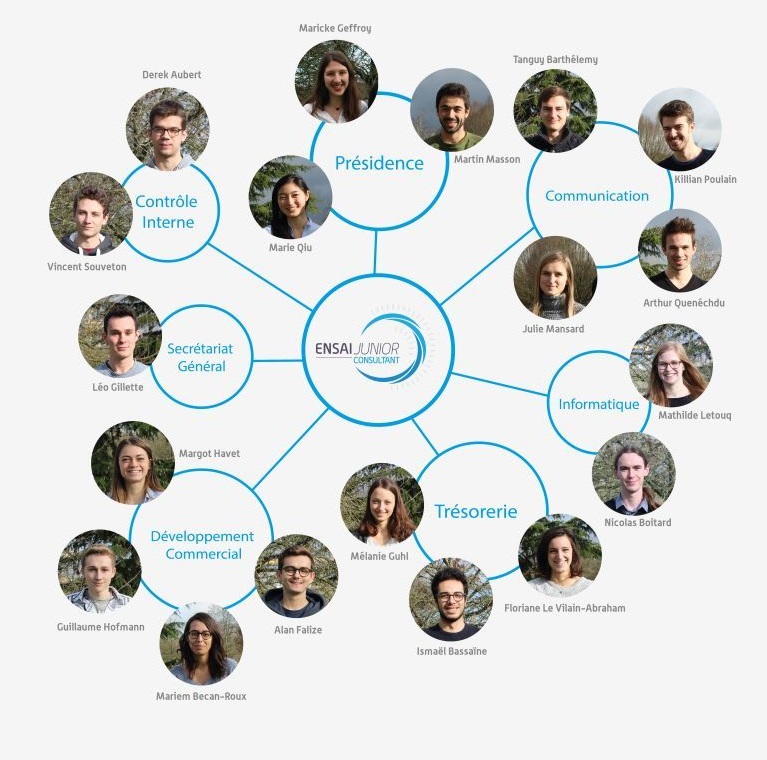 Maricke Geffroy
Tanguy Barthélemy
Derek Aubert
Présidence
Martin Masson
Killian Poulain
Contrôle
Interne
Communication
Marie Qiu
Vincent Souveton
Arthur Quenéchdu
Julie Mansard
ENSAI JUNIOR
CONSULTANT
Secrétariat
Général
Léo Gillette
Informatique
Mathilde Letouq
Margot Havet
Nicolas Boitard
Trésorerie
Développement
Commercial
Mélanie Guhl
Floriane Le Vilain-Abraham
Guillaume Hofmann
Alan Falize
Ismaël Bassaïne
Mariem Becan-Roux